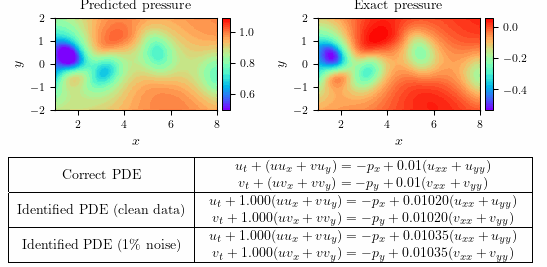 Predicted pressure
Exact pressure
2
1
0
−1
−2
y
2
4
6
8
x
1.0
0.8
0.6
2
1
0
−1
−2
y
2
4
6
8
x
0.0
−0.2
−0.4
Correct PDE
u_t + (uu_x + vu_y) = −p_x + 0.01(u_xx + u_yy)
v_t + (uv_x + vv_y) = −p_y + 0.01(v_xx + v_yy)
Identified PDE (clean data)
u_t + 1.000(uu_x + vu_y) = −p_x + 0.01020(u_xx + u_yy)
v_t + 1.000(uv_x + vv_y) = −p_y + 0.01020(v_xx + v_yy)
Identified PDE (1% noise)
u_t + 1.000(uu_x + vu_y) = −p_x + 0.01035(u_xx + u_yy)
v_t + 1.000(uv_x + vv_y) = −p_y + 0.01035(v_xx + v_yy)